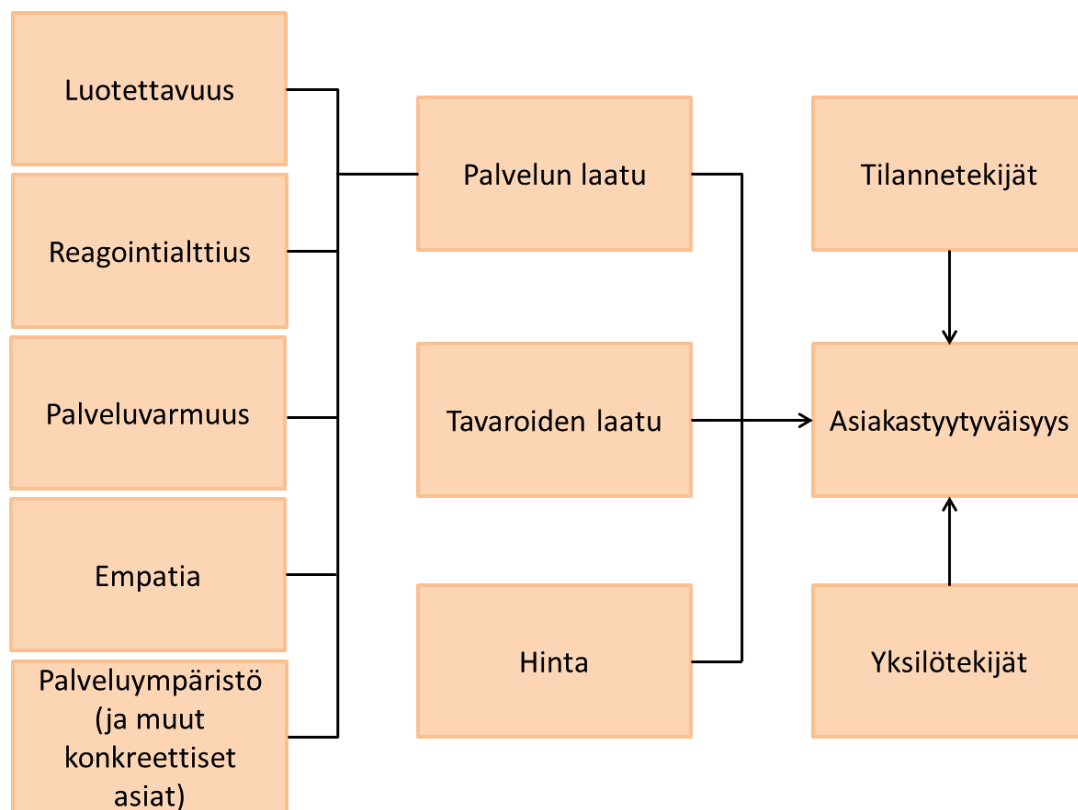 Luotettavuus
Reagointialttius
Palveluvarmuus
Empatia
Palveluympäristö
(ja muut
konkreettiset
asiat)
Palvelun laatu
Tavaroiden laatu
Hinta
Tilannetekijät
Asiakastyytyväisyys
Yksilötekijät